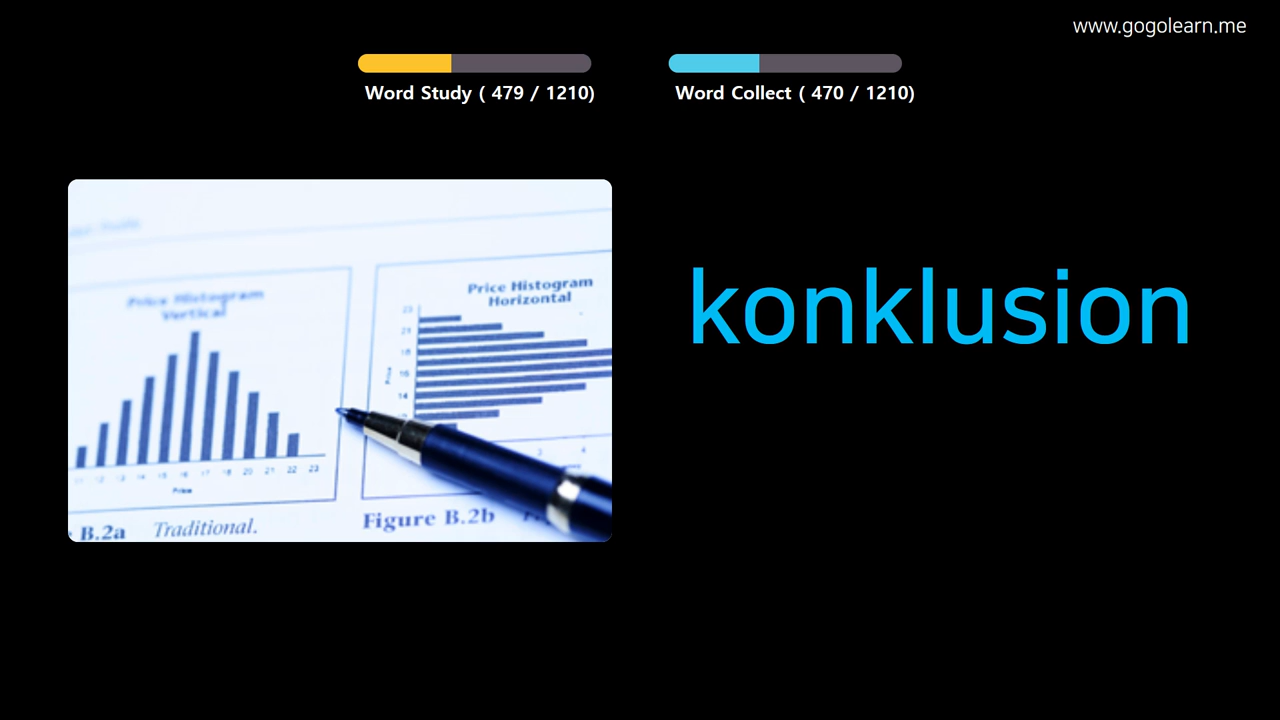 www.gogolearn.me
Word Study ( 479 / 1210)
Word Collect ( 470 / 1210)
konklusion
Price Histogram
Vertical
Price Histogram
Horizontal
Price
B.2a Traditional.
Figure B.2b